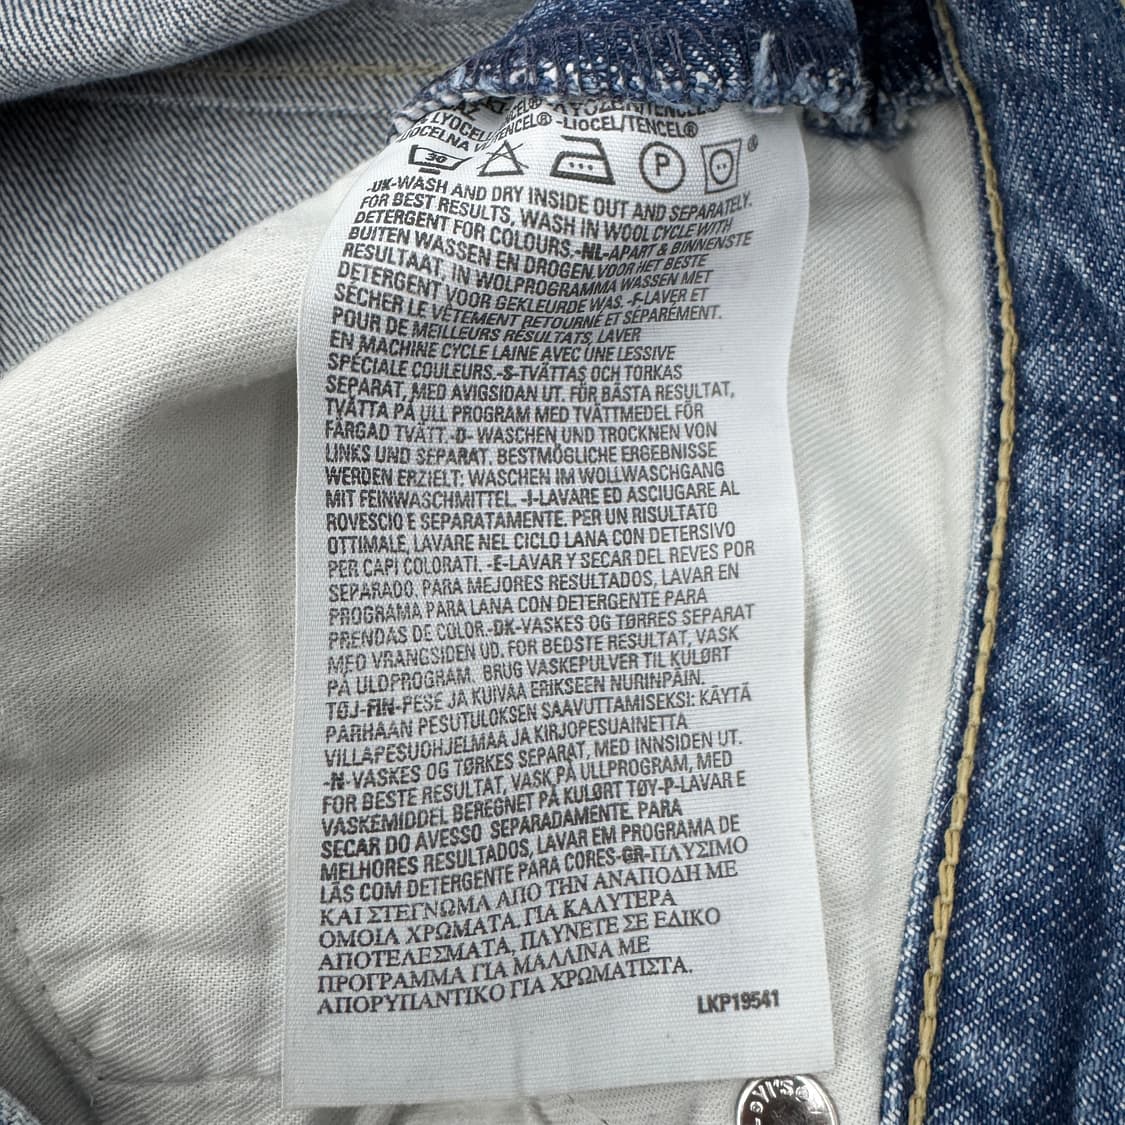 LYOCELL/TENCEL® -LIOCEL/TENCEL®
30 P
-UK-WASH AND DRY INSIDE OUT AND SEPARATELY.
FOR BEST RESULTS, WASH IN WOOL CYCLE WITH
DETERGENT FOR COLOURS.-NL-APART & BINNENSTE
BUITEN WASSEN EN DROGEN.VOOR HET BESTE
RESULTAAT, IN WOLPROGRAMMA WASSEN MET
DETERGENT VOOR GEKLEURDE WAS. -F-LAVER ET
SÉCHER LE VÊTEMENT RETOURNÉ ET SÉPARÉMENT.
POUR DE MEILLEURS RÉSULTATS, LAVER
EN MACHINE CYCLE LAINE AVEC UNE LESSIVE
SPÉCIALE COULEURS.-S-TVÄTTAS OCH TORKAS
SEPARAT, MED AVIGSIDAN UT. FÖR BÄSTA RESULTAT,
TVÄTTA PÅ ULL PROGRAM MED TVÄTTMEDEL FÖR
FÄRGAD TVÄTT.-D- WASCHEN UND TROCKNEN VON
LINKS UND SEPARAT. BESTMÖGLICHE ERGEBNISSE
WERDEN ERZIELT: WASCHEN IM WOLLWASCHGANG
MIT FEINWASCHMITTEL. -I-LAVARE ED ASCIUGARE AL
ROVESCIO E SEPARATAMENTE. PER UN RISULTATO
OTTIMALE, LAVARE NEL CICLO LANA CON DETERSIVO
PER CAPI COLORATI. -E-LAVAR Y SECAR DEL REVES POR
SEPARADO. PARA MEJORES RESULTADOS, LAVAR EN
PROGRAMA PARA LANA CON DETERGENTE PARA
PRENDAS DE COLOR.-DK-VASKES OG TØRRES SEPARAT
MED VRANGSIDEN UD. FOR BEDSTE RESULTAT, VASK
PÅ ULDPROGRAM. BRUG VASKEPULVER TIL KULØRT
TØJ-FIN-PESE JA KUIVAA ERIKSEEN NURINPÄIN.
PARHAAN PESUTULOKSEN SAAVUTTAMISEKSI: KÄYTÄ
VILLAPESUOHJELMAA JA KIRJOPESUAINETTA
-N-VASKES OG TØRKES SEPARAT, MED INNSIDEN UT.
FOR BESTE RESULTAT, VASK PÅ ULLPROGRAM, MED
VASKEMIDDEL BEREGNET PÅ KULØRT TØY-P-LAVAR E
SECAR DO AVESSO SEPARADAMENTE. PARA
MELHORES RESULTADOS, LAVAR EM PROGRAMA DE
LÃS COM DETERGENTE PARA CORES-GR-ΠΛΥΣΙΜΟ
ΚΑΙ ΣΤΕΓΝΩΜΑ ΑΠΟ ΤΗΝ ΑΝΑΠΟΔΗ ΜΕ
ΟΜΟΙΑ ΧΡΩΜΑΤΑ, ΓΙΑ ΚΑΛΥΤΕΡΑ
ΑΠΟΤΕΛΕΣΜΑΤΑ, ΠΛΥΝΕΤΕ ΣΕ ΕΔΙΚΟ
ΠΡΟΓΡΑΜΜΑ ΓΙΑ ΜΑΛΛΙΝΑ ΜΕ
ΑΠΟΡΥΠΑΝΤΙΚΟ ΓΙΑ ΧΡΩΜΑΤΙΣΤΑ.
LKP19541